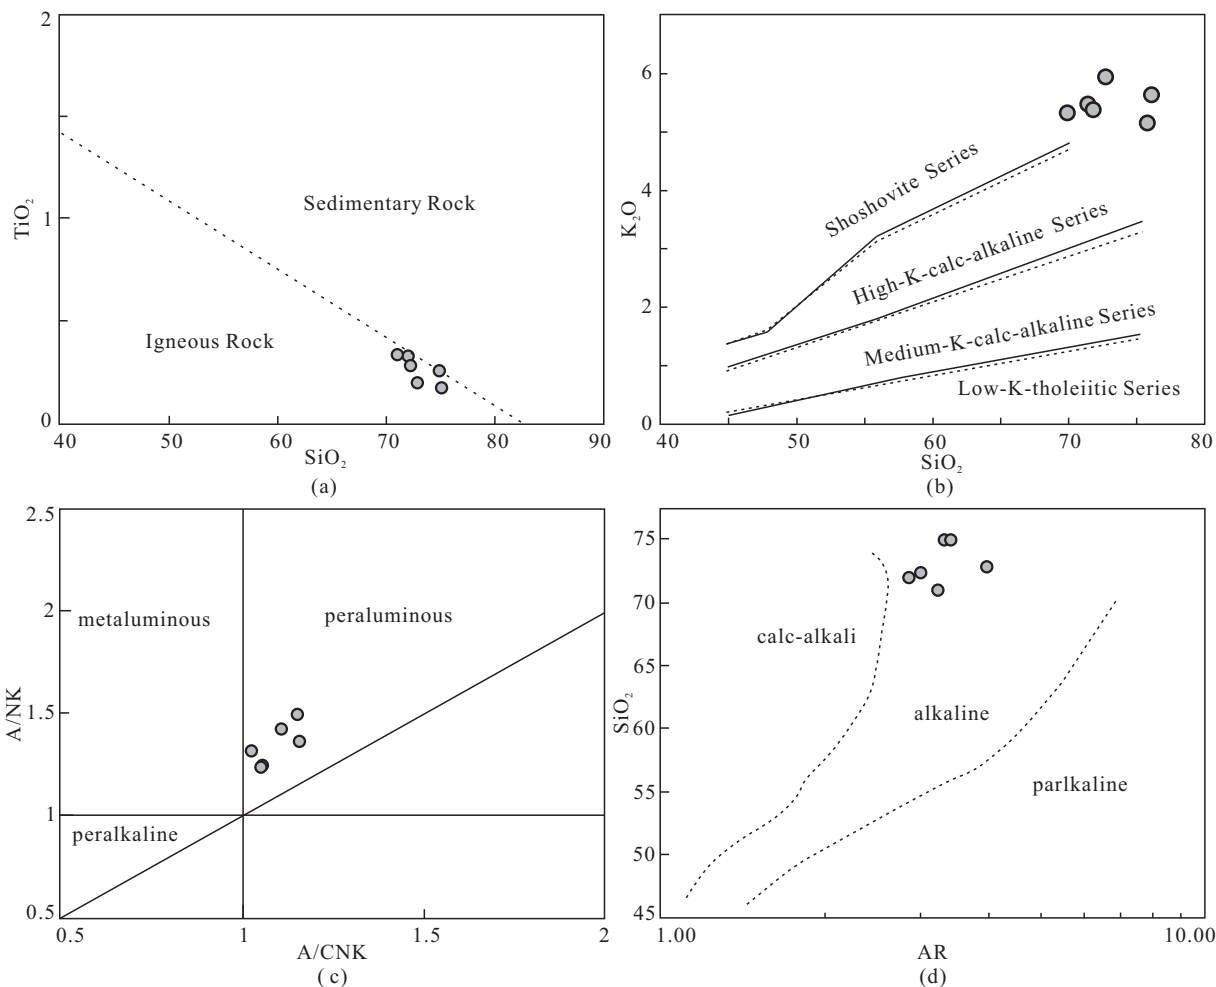 2
1
0
TiO₂
Sedimentary Rock
Igneous Rock
40
50
60
70
80
90
SiO₂
(a)
6
4
2
0
K₂O
Shoshovite Series
High-K-calc-alkaline Series
Medium-K-calc-alkaline Series
Low-K-tholeiitic Series
40
50
60
70
80
SiO₂
(b)
2.5
2
1.5
1
0.5
A/NK
metaluminous
peraluminous
peralkaline
0.5
1
1.5
2
A/CNK
(c)
75
70
65
60
55
50
45
SiO₂
calc-alkali
alkaline
parlkaline
1.00
10.00
AR
(d)